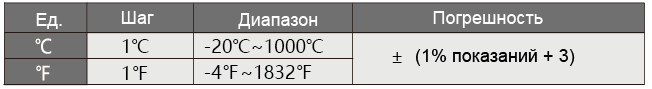 Ед. Шаг Диапазон Погрешность
℃ 1℃ -20℃~1000℃ ± (1% показаний + 3)
℉ 1℉ -4℉~1832℉